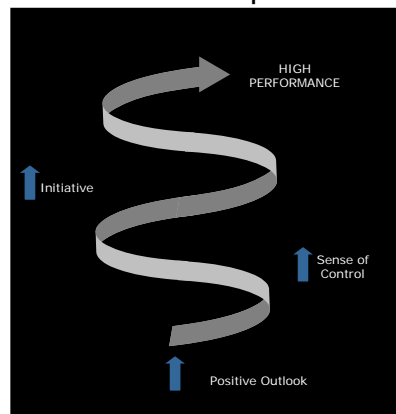 HIGH
PERFORMANCE
Initiative
Sense of
Control
Positive Outlook